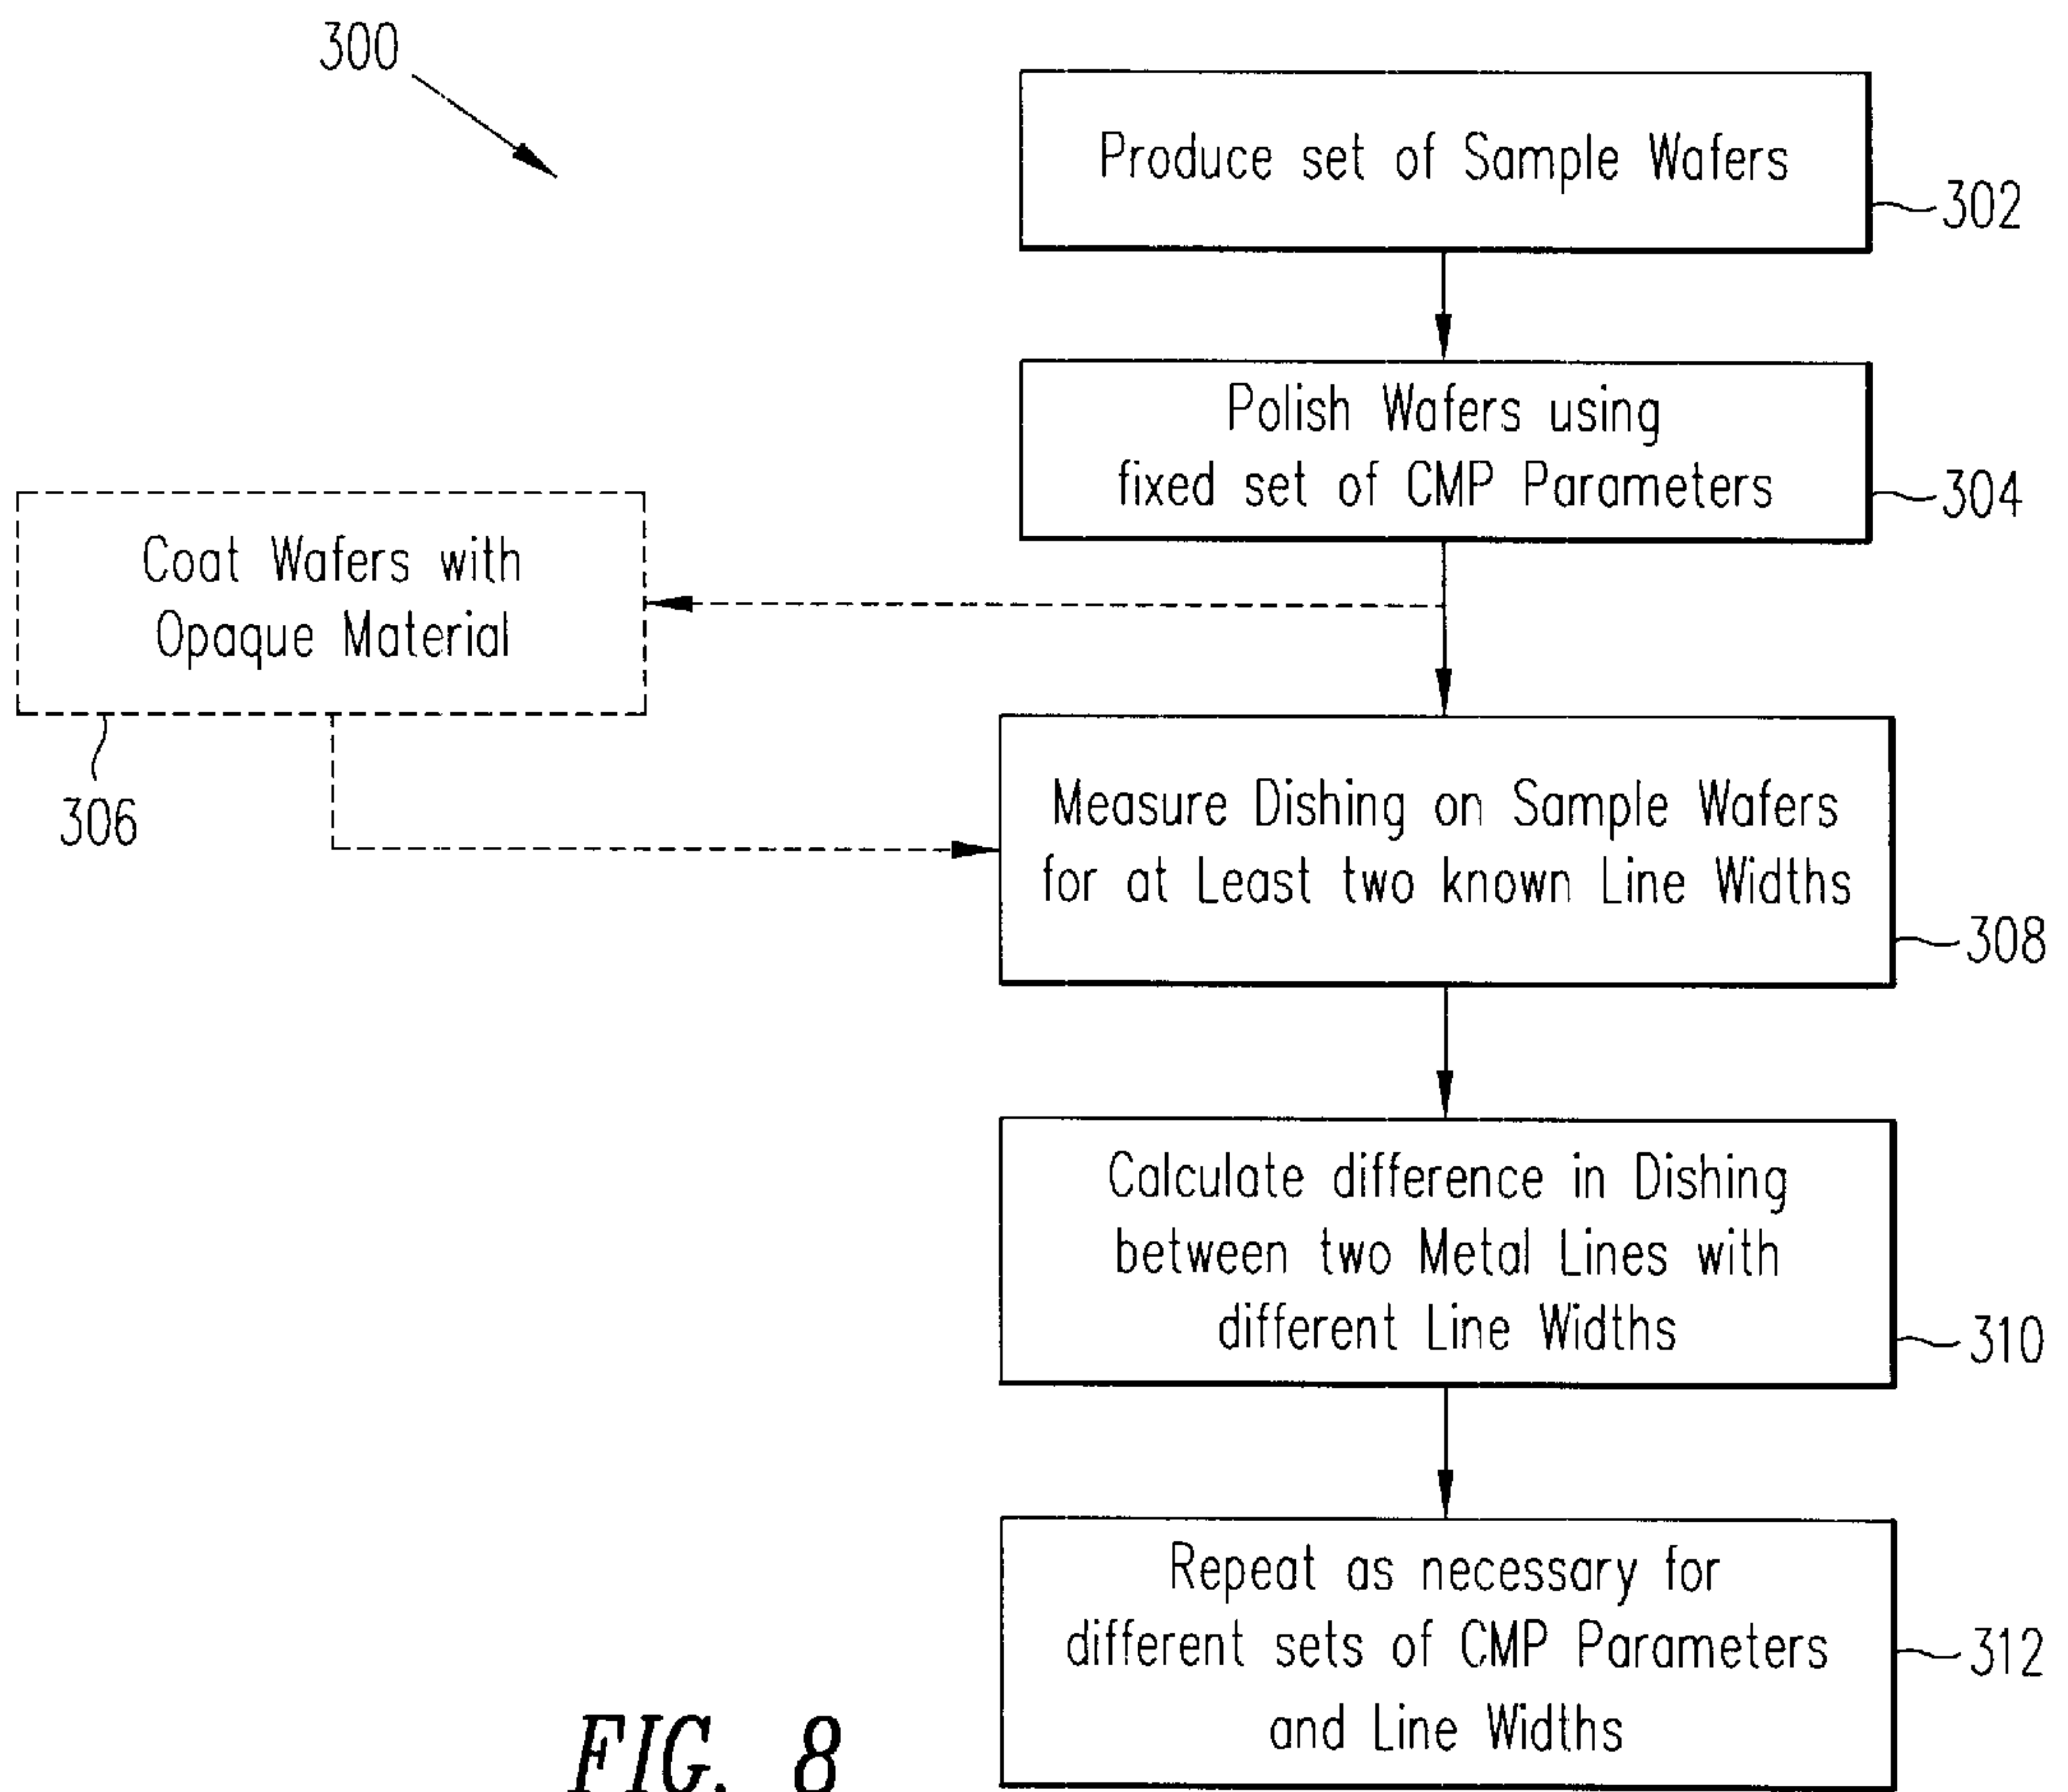 300
Produce set of Sample Wafers
302
Polish Wafers using
fixed set of CMP Parameters
304
Coat Wafers with
Opaque Material
306
Measure Dishing on Sample Wafers
for at Least two known Line Widths
308
Calculate difference in Dishing
between two Metal Lines with
different Line Widths
310
Repeat as necessary for
different sets of CMP Parameters
and Line Widths
312
FIG. 8